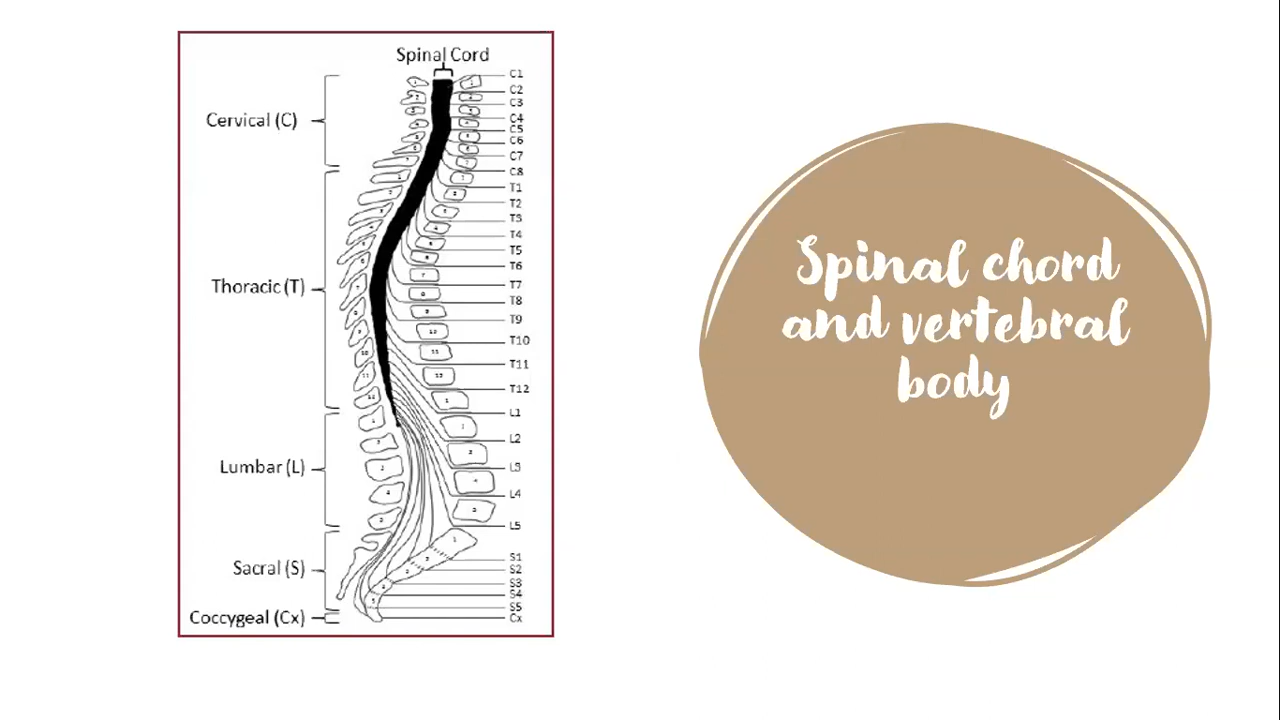 Spinal Cord
C1
C2
C3
C4
C5
C6
C7
C8
T1
T2
T3
T4
T5
T6
T7
T8
T9
T10
T11
T12
L1
L2
L3
L4
L5
S1
S2
S3
S4
S5
Cx
Cervical (C)
Thoracic (T)
Lumbar (L)
Sacral (S)
Coccygeal (Cx)
Spinal chord
and vertebral
body